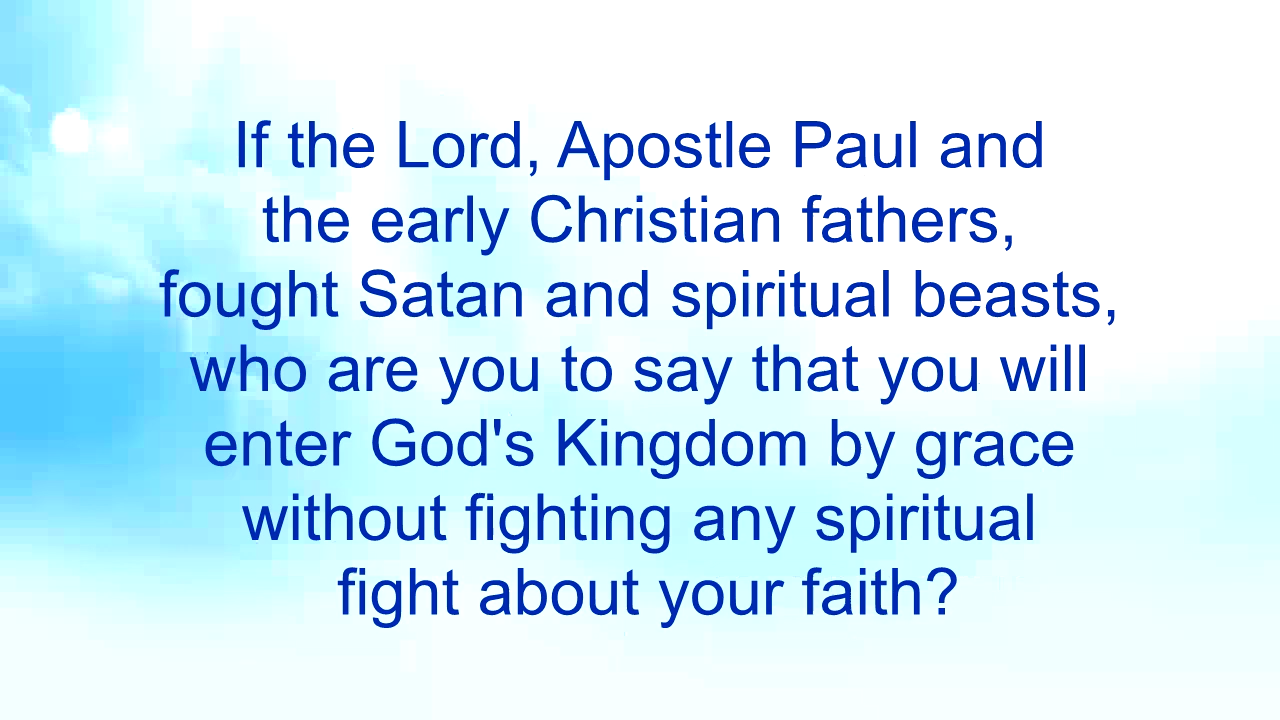 If the Lord, Apostle Paul and
the early Christian fathers,
fought Satan and spiritual beasts,
who are you to say that you will
enter God's Kingdom by grace
without fighting any spiritual
fight about your faith?